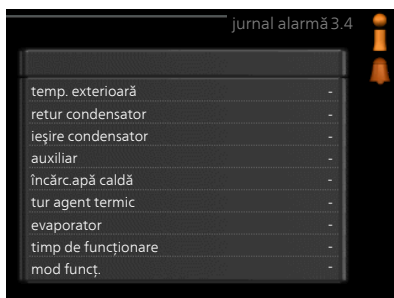 jurnal alarmă 3.4
temp. exterioară -
retur condensator -
ieşire condensator -
auxiliar -
încărc.apă caldă -
tur agent termic -
evaporator -
timp de funcționare -
mod funcț. -